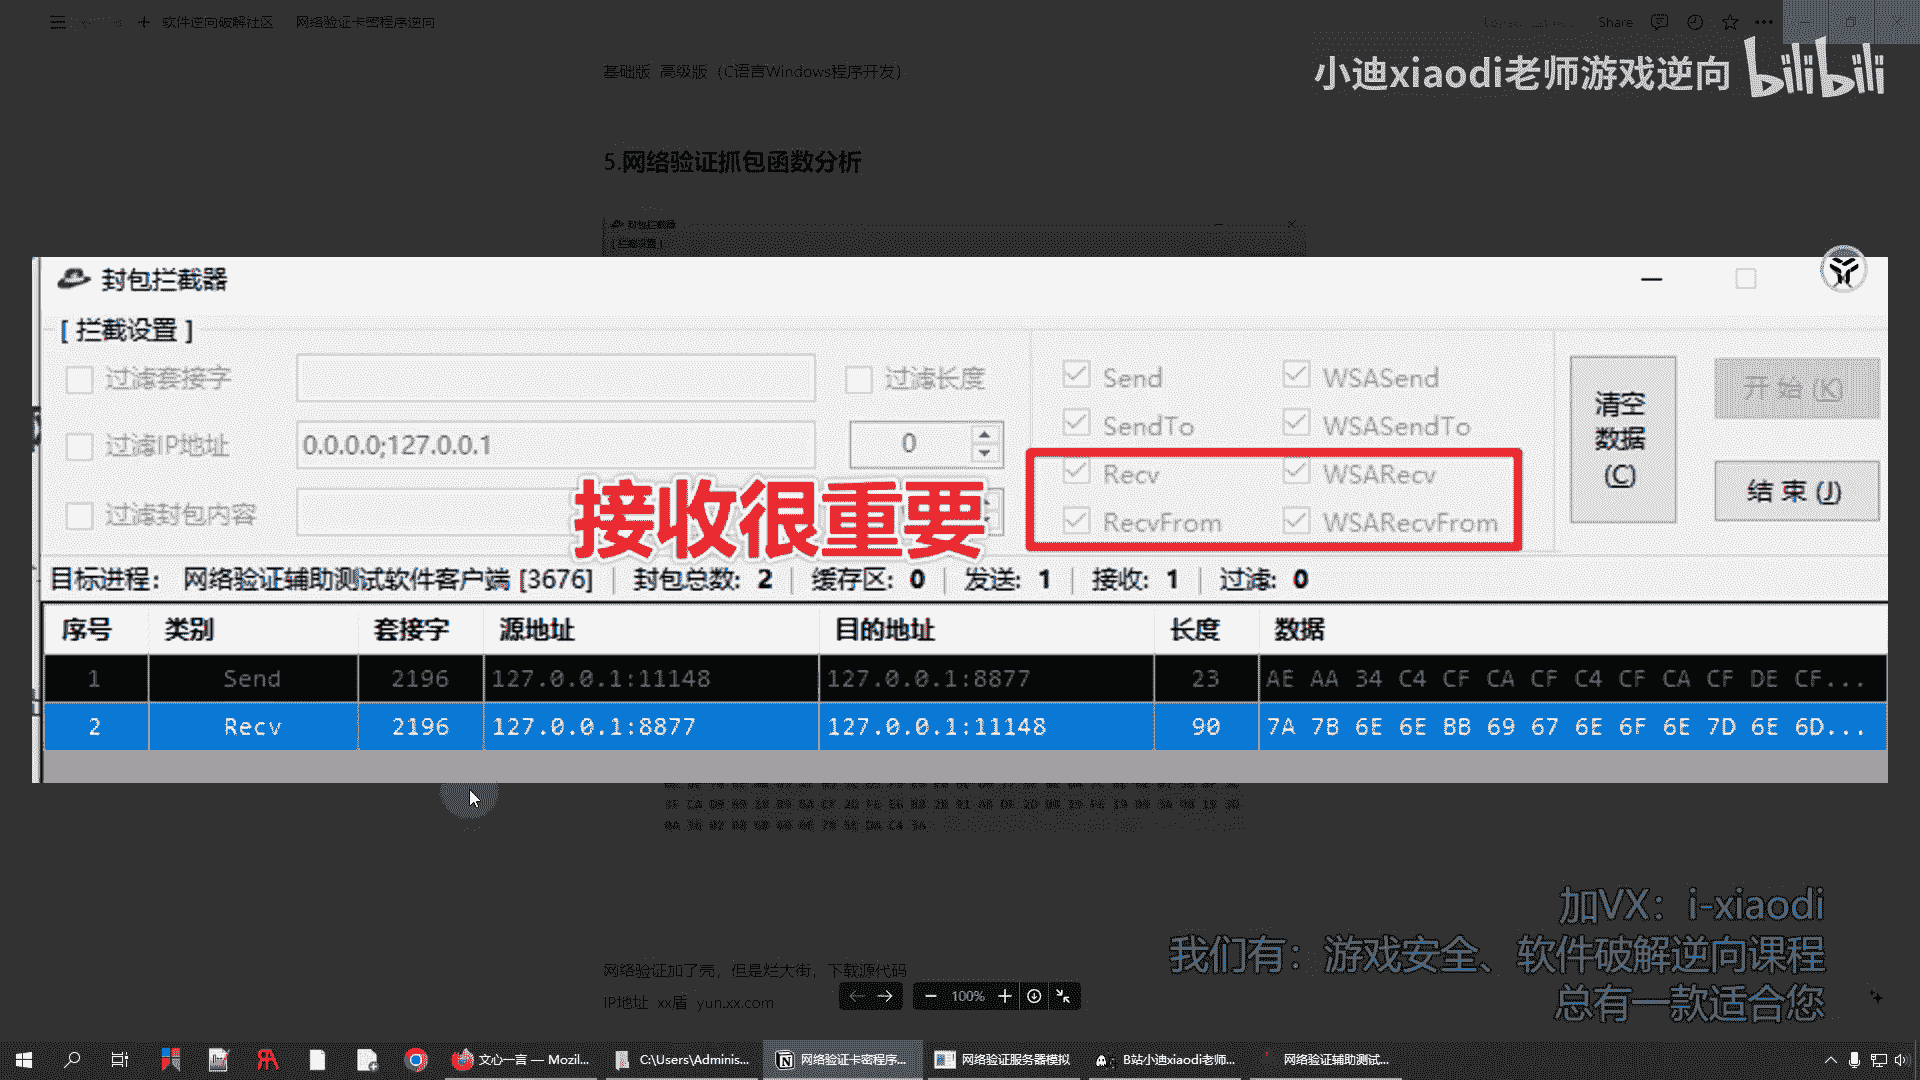 软件逆向破解社区 网络验证卡密程序逆向
Share
基础版 高级版（C语言Windows程序开发）
小迪xiaodi老师游戏逆向 bilibili
5.网络验证抓包函数分析
封包拦截器
[ 拦截设置 ]
封包拦截器
[ 拦截设置 ]
过滤套接字 过滤长度 Send WSASend
清空数据(C) 开 始 (K)
过滤IP地址 0.0.0.0;127.0.0.1 0 SendTo WSASendTo
Recv WSARecv
结 束 (J)
过滤封包内容 RecvFrom WSARecvFrom
接收很重要
目标进程： 网络验证辅助测试软件客户端 [3676] | 封包总数: 2 | 缓存区: 0 | 发送: 1 | 接收: 1 | 过滤: 0
序号 类别 套接字 源地址 目的地址 长度 数据
1 Send 2196 127.0.0.1:11148 127.0.0.1:8877 23 AE AA 34 C4 CF CA CF C4 CF CA CF DE CF...
2 Recv 2196 127.0.0.1:8877 127.0.0.1:11148 90 7A 7B 6E 6E BB 69 67 6E 6F 6E 7D 6E 6D...
加VX：i-xiaodi
我们有：游戏安全、软件破解逆向课程
总有一款适合您
网络验证加了壳，但是烂大街，下载源代码
IP地址 xx盾 yun.xx.com
100%
文心一言 — Mozil...
C:\Users\Adminis...
网络验证卡密程序...
网络验证服务器模拟
B站小迪xiaodi老师...
网络验证辅助测试...